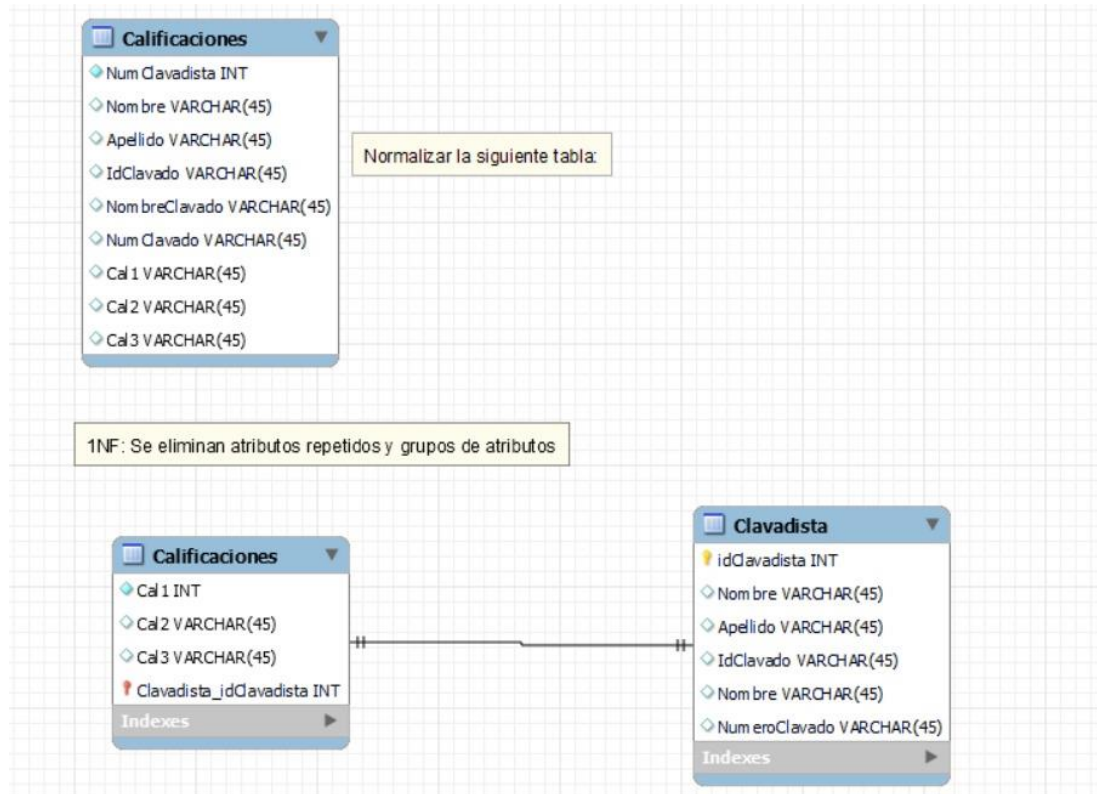 Calificaciones
NumClavadista INT
Nombre VARCHAR(45)
Apellido VARCHAR(45)
IdClavado VARCHAR(45)
NombreClavado VARCHAR(45)
NumClavado VARCHAR(45)
Cal1 VARCHAR(45)
Cal2 VARCHAR(45)
Cal3 VARCHAR(45)
Normalizar la siguiente tabla:
1NF: Se eliminan atributos repetidos y grupos de atributos
Calificaciones
Cal1 INT
Cal2 VARCHAR(45)
Cal3 VARCHAR(45)
Clavadista_idClavadista INT
Indexes
Clavadista
idClavadista INT
Nombre VARCHAR(45)
Apellido VARCHAR(45)
IdClavado VARCHAR(45)
Nombre VARCHAR(45)
NumeroClavado VARCHAR(45)
Indexes